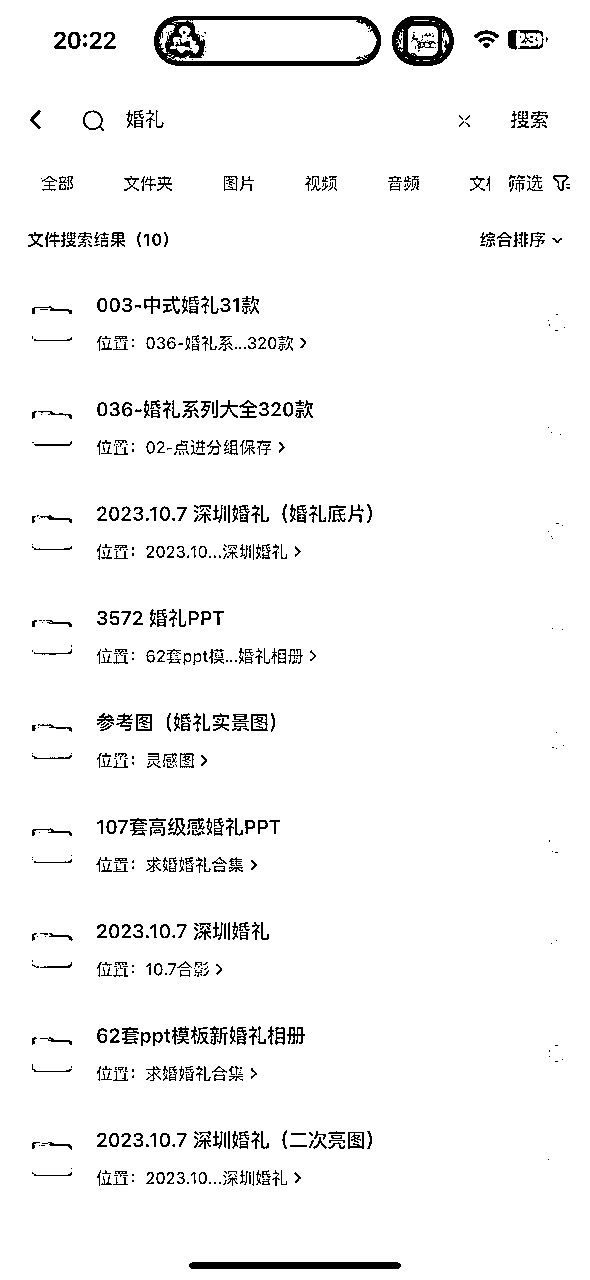 20:22
婚礼
搜索
全部 文件夹 图片 视频 音频 筛选
文件搜索结果（10） 综合排序
003-中式婚礼31款
位置：036-婚礼系...320款
036-婚礼系列大全320款
位置：02-点进分组保存
2023.10.7 深圳婚礼（婚礼底片）
位置：2023.10...深圳婚礼
3572 婚礼PPT
位置：62套ppt模...婚礼相册
参考图（婚礼实景图）
位置：灵感图
107套高级感婚礼PPT
位置：求婚婚礼合集
2023.10.7 深圳婚礼
位置：10.7合影
62套ppt模板新婚礼相册
位置：求婚婚礼合集
2023.10.7 深圳婚礼（二次亮图）
位置：2023.10...深圳婚礼